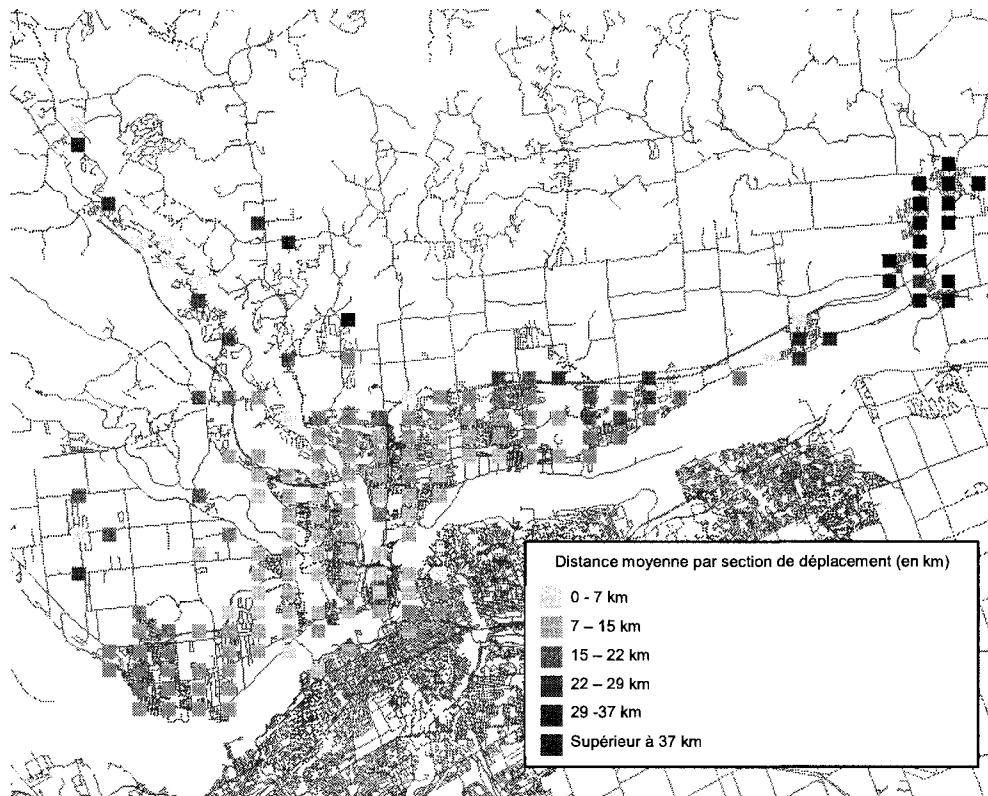 Distance moyenne par section de déplacement (en km)
0 - 7 km
7 – 15 km
15 – 22 km
22 – 29 km
29 -37 km
Supérieur à 37 km